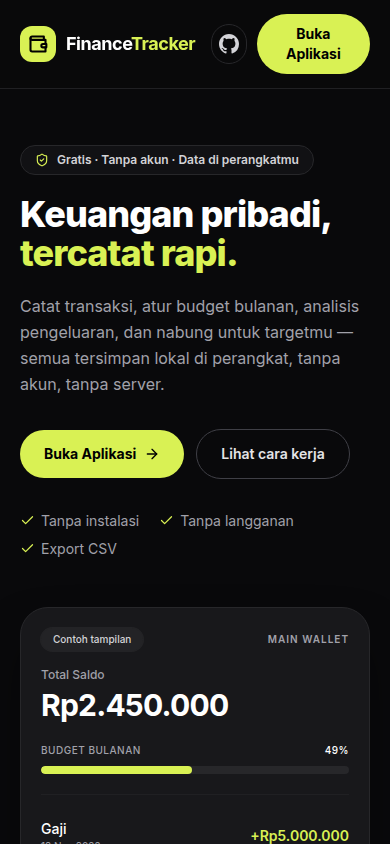 FinanceTracker
Buka
Aplikasi
Gratis · Tanpa akun · Data di perangkatmu
Keuangan pribadi,
tercatat rapi.
Catat transaksi, atur budget bulanan, analisis
pengeluaran, dan nabung untuk targetmu —
semua tersimpan lokal di perangkat, tanpa
akun, tanpa server.
Buka Aplikasi →
Lihat cara kerja
Tanpa instalasi
Tanpa langganan
Export CSV
Contoh tampilan
MAIN WALLET
Total Saldo
Rp2.450.000
BUDGET BULANAN
49%
Gaji
+Rp5.000.000